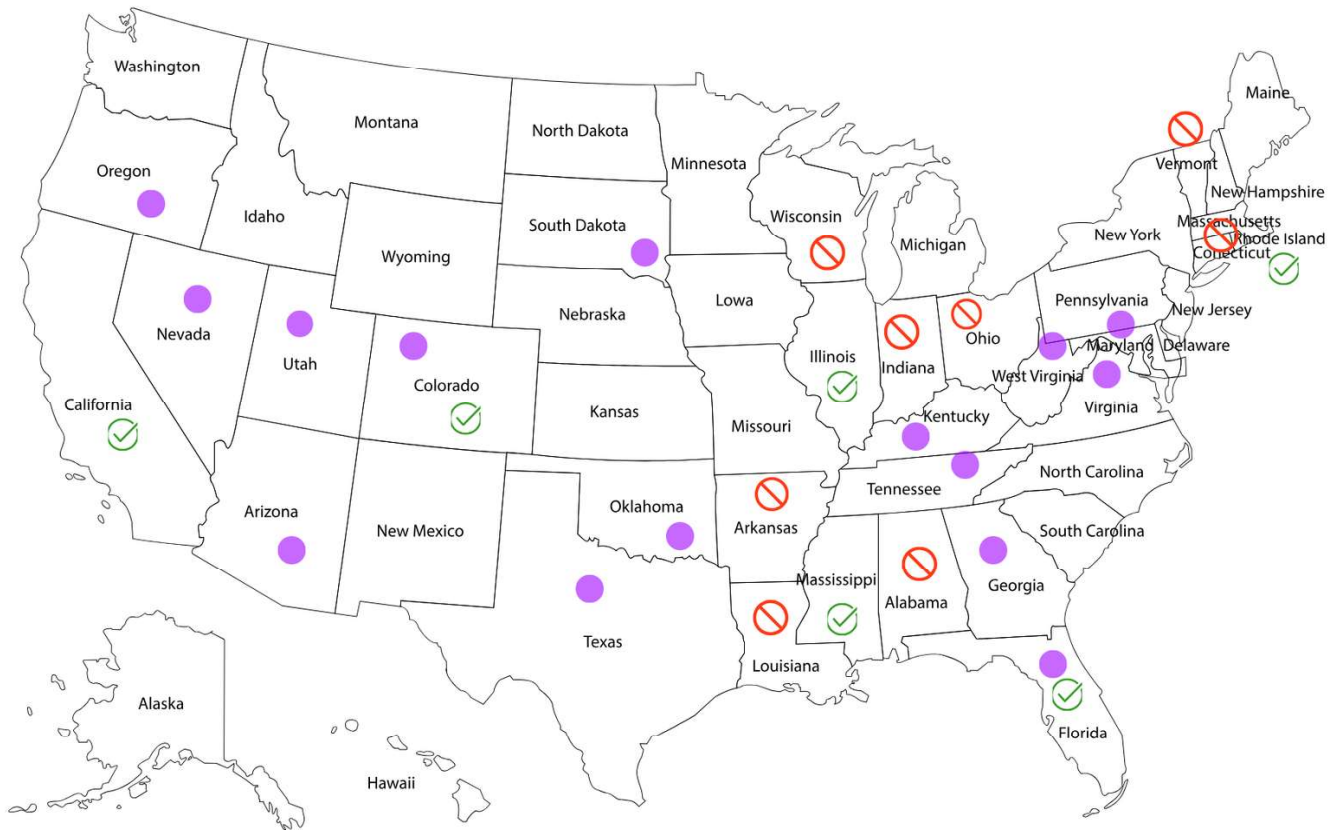 Washington
Montana
North Dakota
Minnesota
Maine
Oregon
Idaho
South Dakota
Wisconsin
Michigan
Vermont
New Hampshire
Massachusetts
New York
Rhode Island
Conecticut
Wyoming
Iowa
Nebraska
Pennsylvania
New Jersey
Nevada
Utah
Colorado
Illinois
Indiana
Ohio
Maryland
Delaware
West Virginia
Virginia
California
Kansas
Missouri
Kentucky
Arizona
New Mexico
Oklahoma
Arkansas
Tennessee
North Carolina
South Carolina
Texas
Louisiana
Mississippi
Alabama
Georgia
Florida
Alaska
Hawaii